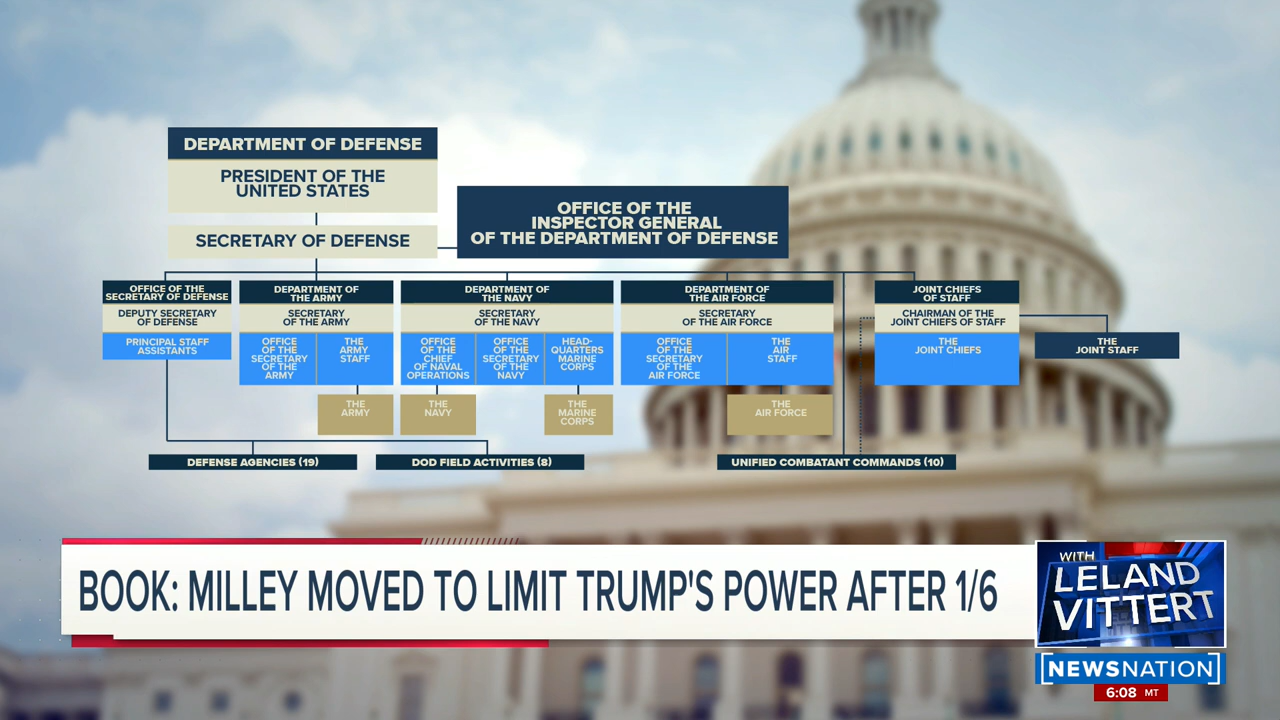 DEPARTMENT OF DEFENSE
PRESIDENT OF THE
UNITED STATES
SECRETARY OF DEFENSE
OFFICE OF THE
INSPECTOR GENERAL
OF THE DEPARTMENT OF DEFENSE
OFFICE OF THE
SECRETARY OF DEFENSE
DEPUTY SECRETARY
OF DEFENSE
PRINCIPAL STAFF
ASSISTANTS
DEPARTMENT OF
THE ARMY
SECRETARY
OF THE ARMY
OFFICE
OF THE
SECRETARY
OF THE
ARMY
THE
ARMY
STAFF
THE
ARMY
DEPARTMENT OF
THE NAVY
SECRETARY
OF THE NAVY
OFFICE
OF THE
CHIEF
OF NAVAL
OPERATIONS
OFFICE
OF THE
SECRETARY
OF THE
NAVY
HEAD-
QUARTERS
MARINE
CORPS
THE
NAVY
THE
MARINE
CORPS
DEPARTMENT OF
THE AIR FORCE
SECRETARY
OF THE AIR FORCE
OFFICE
OF THE
SECRETARY
OF THE
AIR FORCE
THE
AIR
STAFF
THE
AIR FORCE
JOINT CHIEFS
OF STAFF
CHAIRMAN OF THE
JOINT CHIEFS OF STAFF
THE
JOINT CHIEFS
THE
JOINT STAFF
DEFENSE AGENCIES (19)
DOD FIELD ACTIVITIES (8)
UNIFIED COMBATANT COMMANDS (10)
BOOK: MILLEY MOVED TO LIMIT TRUMP'S POWER AFTER 1/6
WITH
LELAND
VITTERT
NEWSNATION
6:08 MT